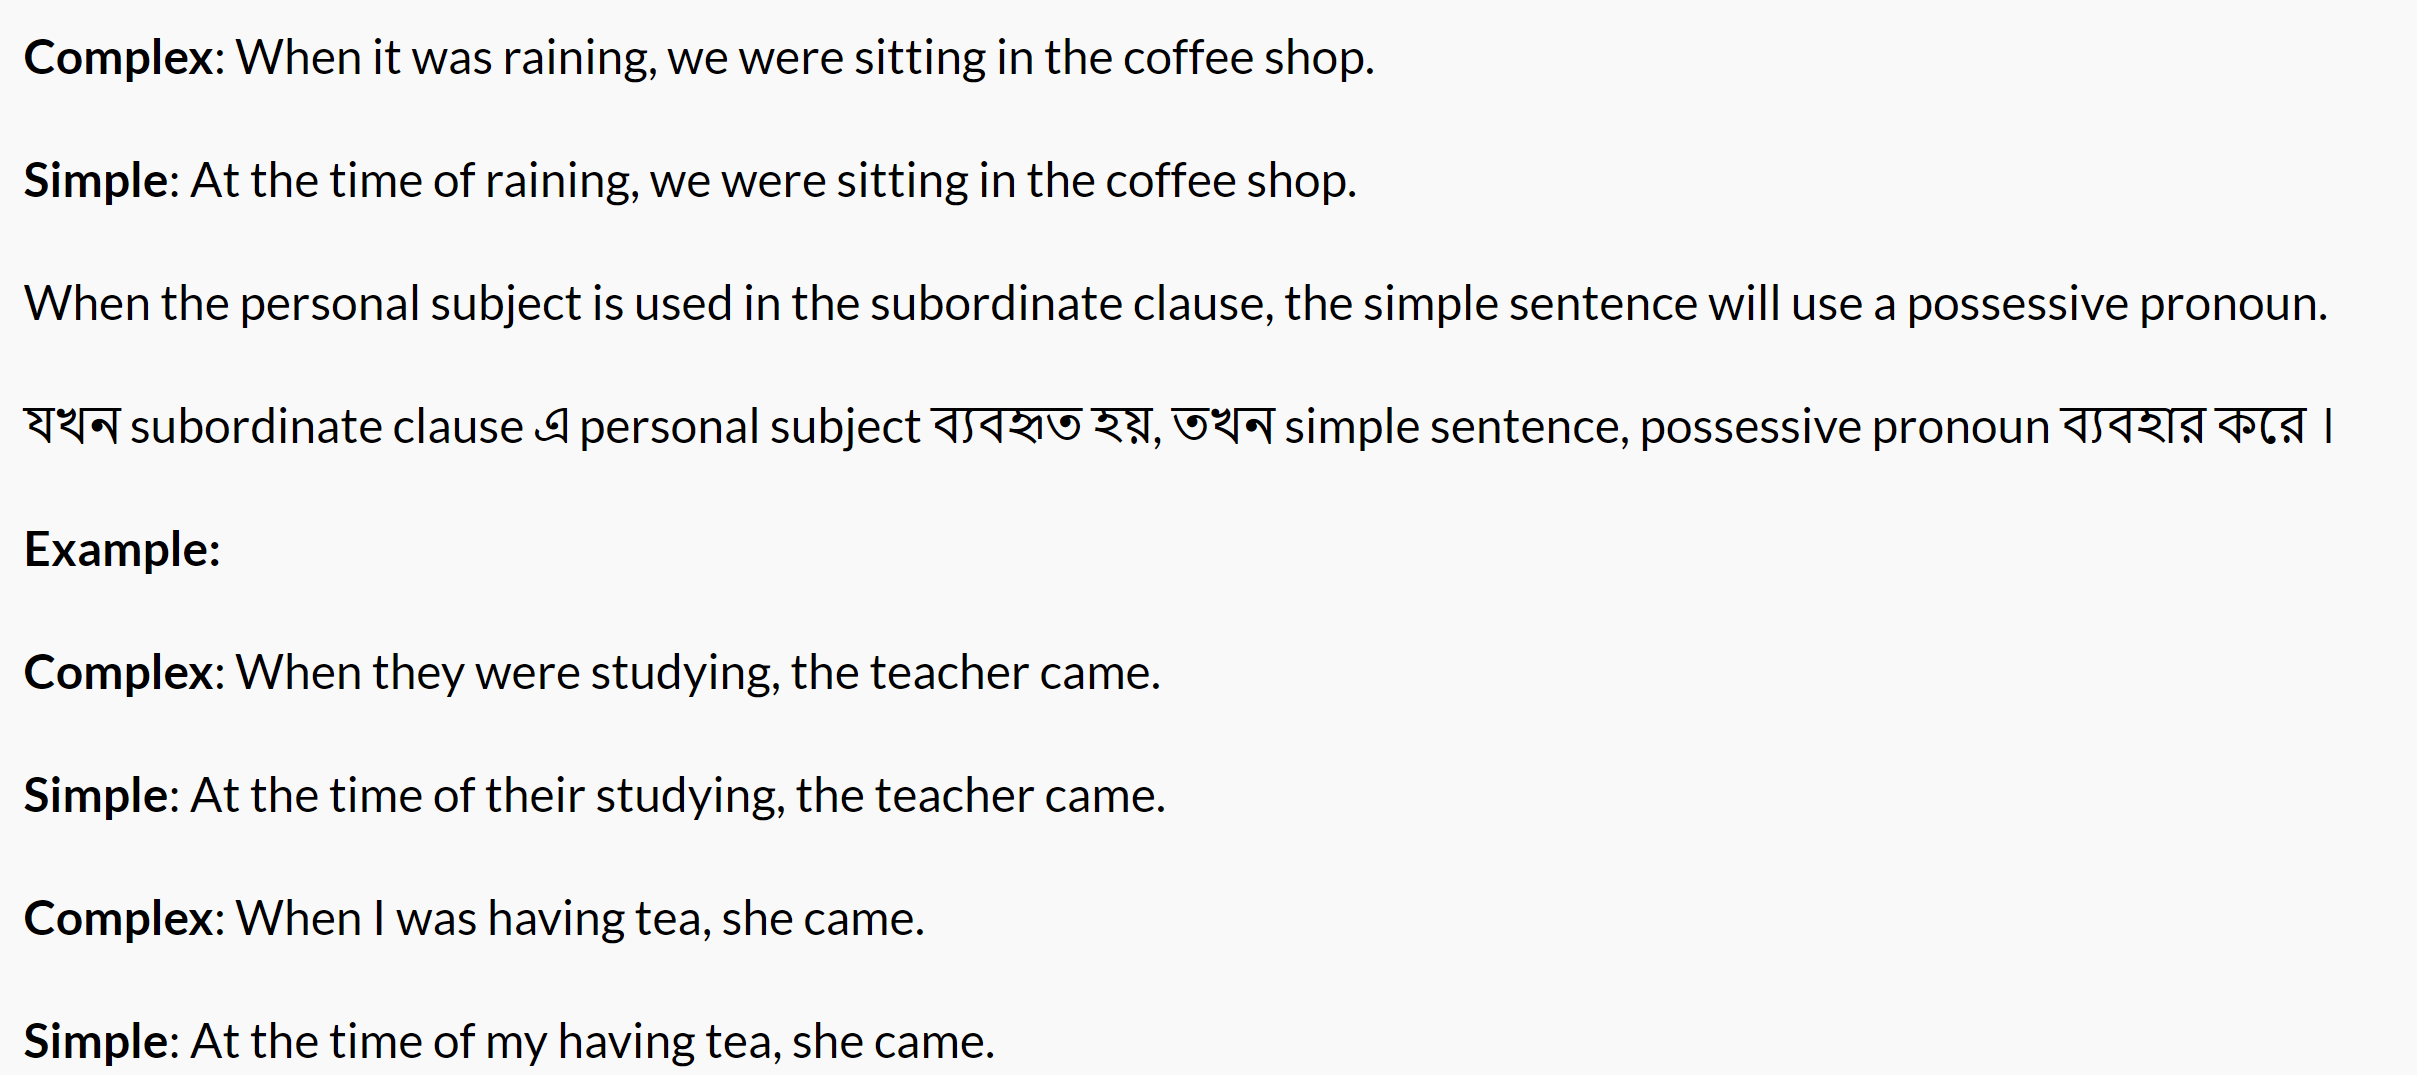 Complex: When it was raining, we were sitting in the coffee shop.
Simple: At the time of raining, we were sitting in the coffee shop.
When the personal subject is used in the subordinate clause, the simple sentence will use a possessive pronoun.
যখন subordinate clause এ personal subject ব্যবহৃত হয়, তখন simple sentence, possessive pronoun ব্যবহার করে ।
Example:
Complex: When they were studying, the teacher came.
Simple: At the time of their studying, the teacher came.
Complex: When I was having tea, she came.
Simple: At the time of my having tea, she came.